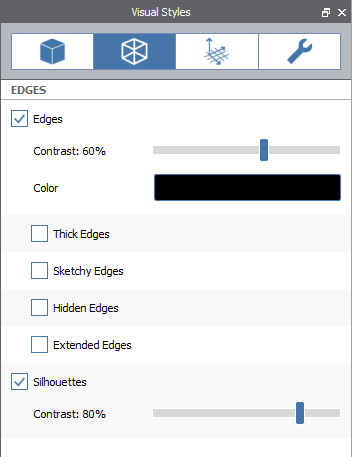 Visual Styles
EDGES
Edges
Contrast: 60%
Color
Thick Edges
Sketchy Edges
Hidden Edges
Extended Edges
Silhouettes
Contrast: 80%